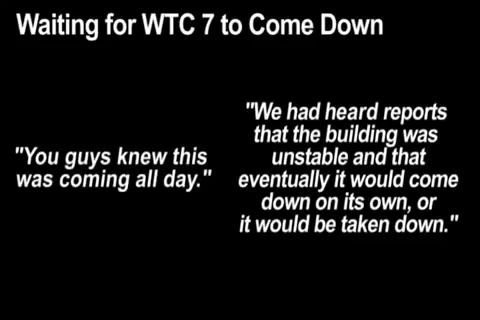 Waiting for WTC 7 to Come Down
"You guys knew this
was coming all day."
"We had heard reports
that the building was
unstable and that
eventually it would come
down on its own, or
it would be taken down."